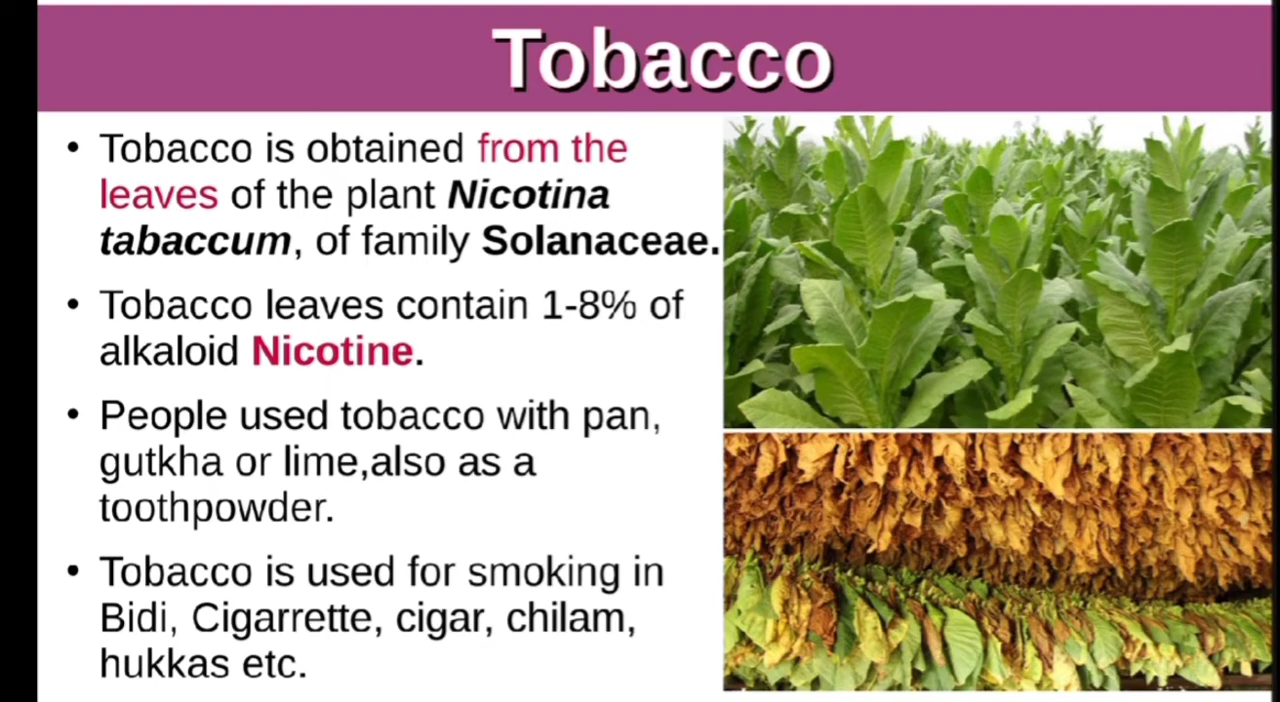 Tobacco
• Tobacco is obtained from the
leaves of the plant Nicotina
tabaccum, of family Solanaceae.
• Tobacco leaves contain 1-8% of
alkaloid Nicotine.
• People used tobacco with pan,
gutkha or lime,also as a
toothpowder.
• Tobacco is used for smoking in
Bidi, Cigarrette, cigar, chilam,
hukkas etc.